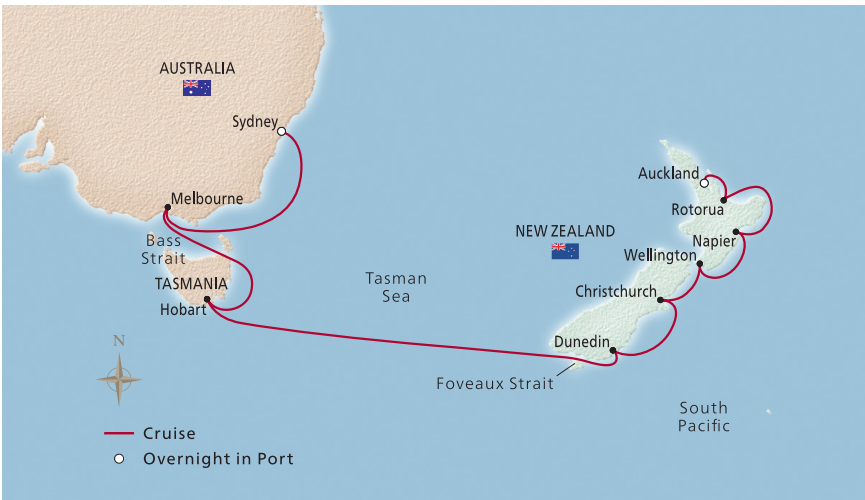 AUSTRALIA
Sydney
Melbourne
Bass
Strait
TASMANIA
Hobart
Tasman
Sea
NEW ZEALAND
Auckland
Rotorua
Napier
Wellington
Christchurch
Dunedin
Foveaux Strait
South
Pacific
N
Cruise
Overnight in Port